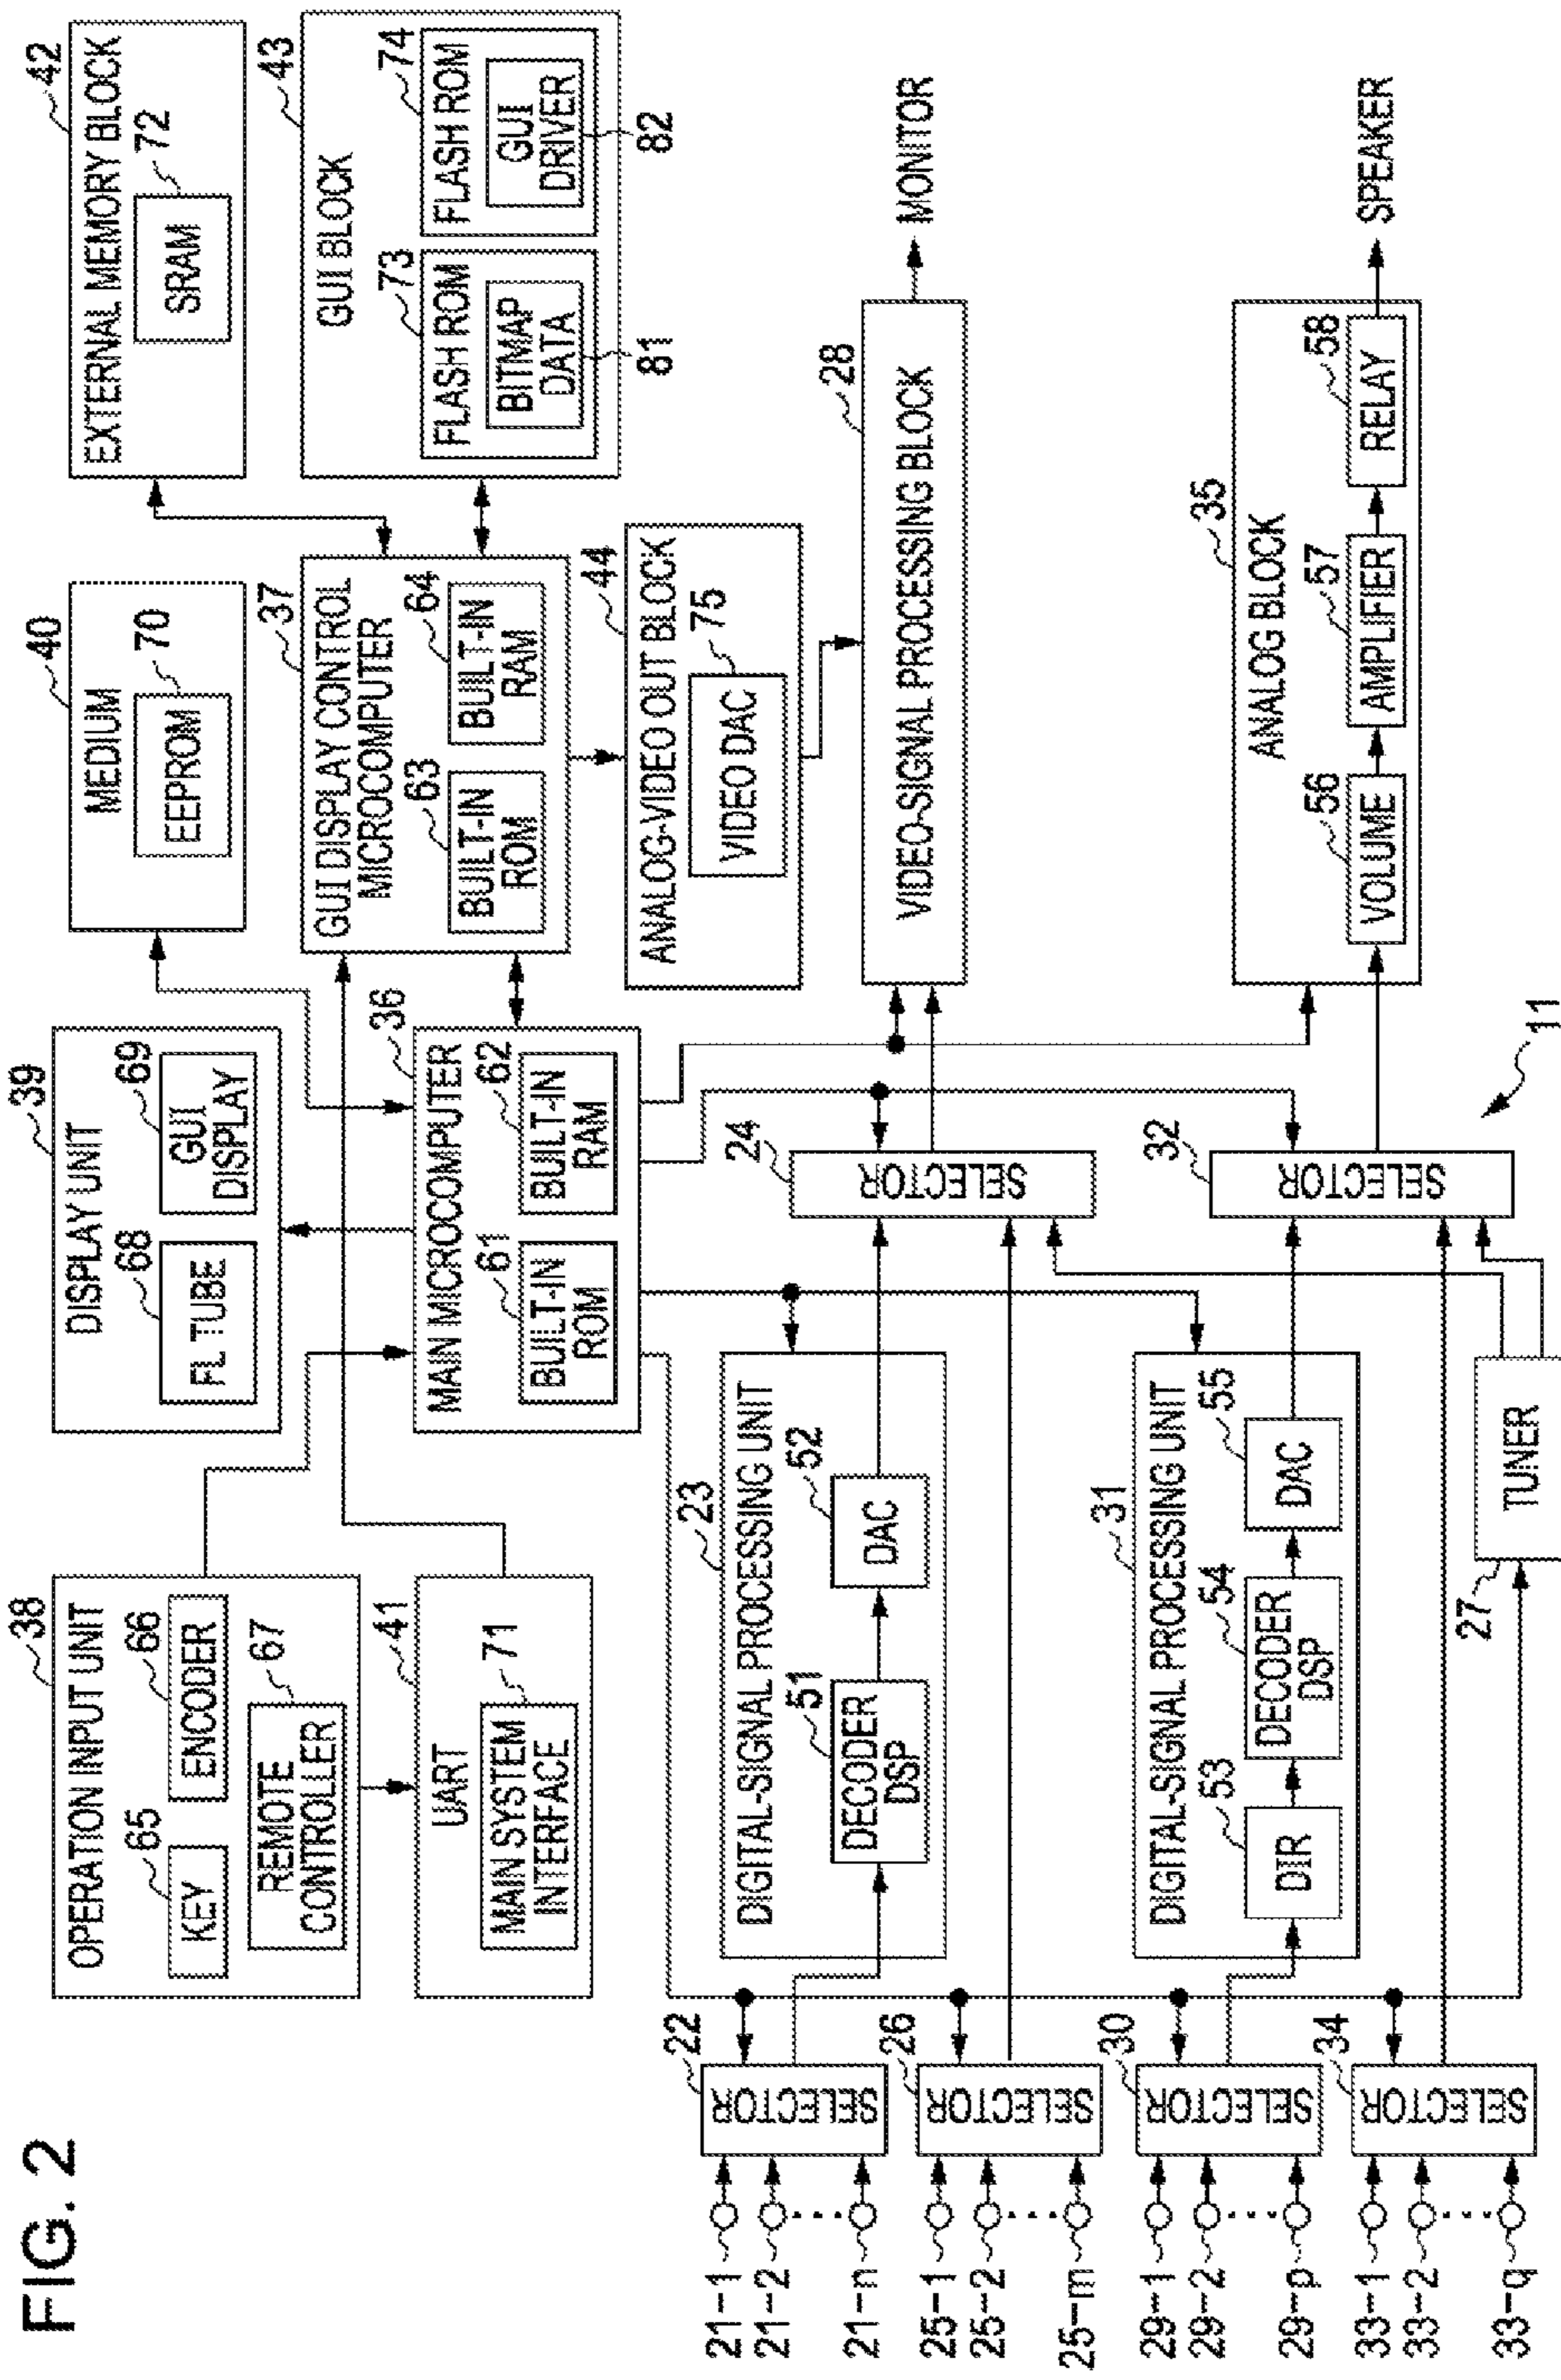 FIG. 2
38
OPERATION INPUT UNIT
65
KEY
66
ENCODER
67
REMOTE
CONTROLLER
41
UART
71
MAIN SYSTEM
INTERFACE
39
DISPLAY UNIT
68
FL TUBE
69
GUI
DISPLAY
36
MAIN MICROCOMPUTER
61
BUILT-IN
ROM
62
BUILT-IN
RAM
40
MEDIUM
70
EEPROM
37
GUI DISPLAY CONTROL
MICROCOMPUTER
63
BUILT-IN
ROM
64
BUILT-IN
RAM
42
EXTERNAL MEMORY BLOCK
72
SRAM
43
GUI BLOCK
73
FLASH ROM
BITMAP
DATA
81
74
FLASH ROM
GUI
DRIVER
82
44
ANALOG-VIDEO OUT BLOCK
75
VIDEO DAC
21-1
21-2
21-n
22
SELECTOR
23
DIGITAL-SIGNAL PROCESSING UNIT
51
DECODER
DSP
52
DAC
24
SELECTOR
28
VIDEO-SIGNAL PROCESSING BLOCK
MONITOR
25-1
25-2
25-m
26
SELECTOR
29-1
29-2
29-p
30
SELECTOR
31
DIGITAL-SIGNAL PROCESSING UNIT
53
DIR
54
DECODER
DSP
55
DAC
32
SELECTOR
35
ANALOG BLOCK
56
VOLUME
57
AMPLIFIER
58
RELAY
SPEAKER
33-1
33-2
33-q
34
SELECTOR
27
TUNER
11